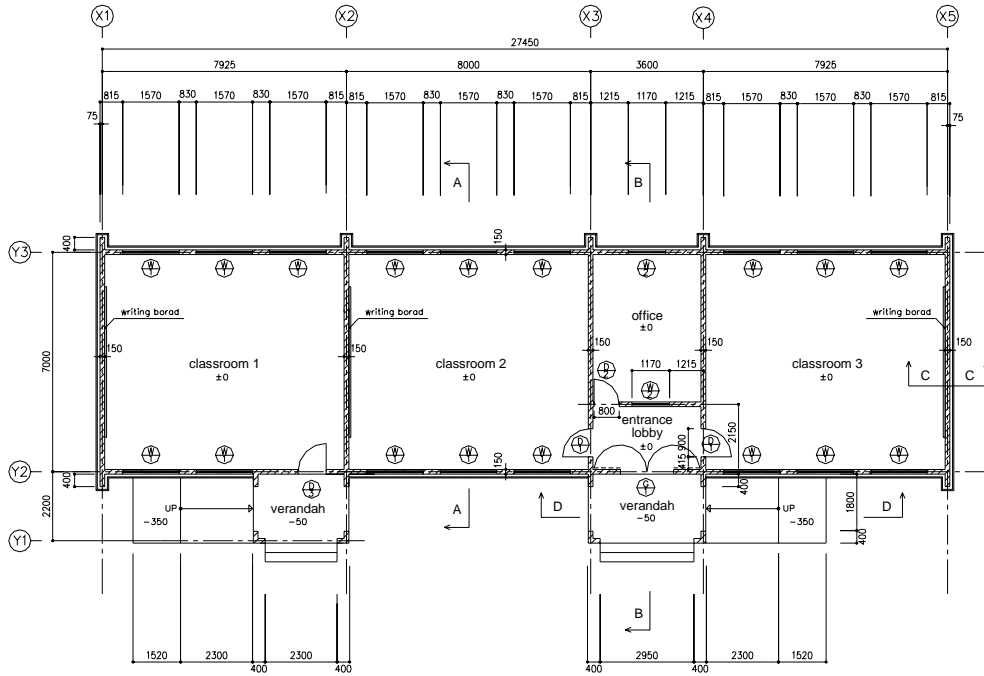 X1 X2 X3 X4 X5
27450
7925 8000 3600 7925
815 1570 830 1570 830 1570 815 815 1570 830 1570 830 1570 815 1215 1170 1215 815 1570 830 1570 830 1570 815
75 75
A B
Y3 400 150
W W W W W W W 2 W W W
writing borad writing borad office writing borad
±0
150 150 150 150 150
7000 classroom 1 classroom 2 D 2 1170 1215 classroom 3
±0 ±0 W 2 ±0 C C
800
entrance
lobby
±0
2150
900
415
W W W W W D D W W W
Y2 400 150 400
D 3 G
2200 UP verandah A D verandah UP D 1800
-350 -50 -50 -350
Y1 400
B
1520 2300 2300 2950 2300 1520
400 400 400 400